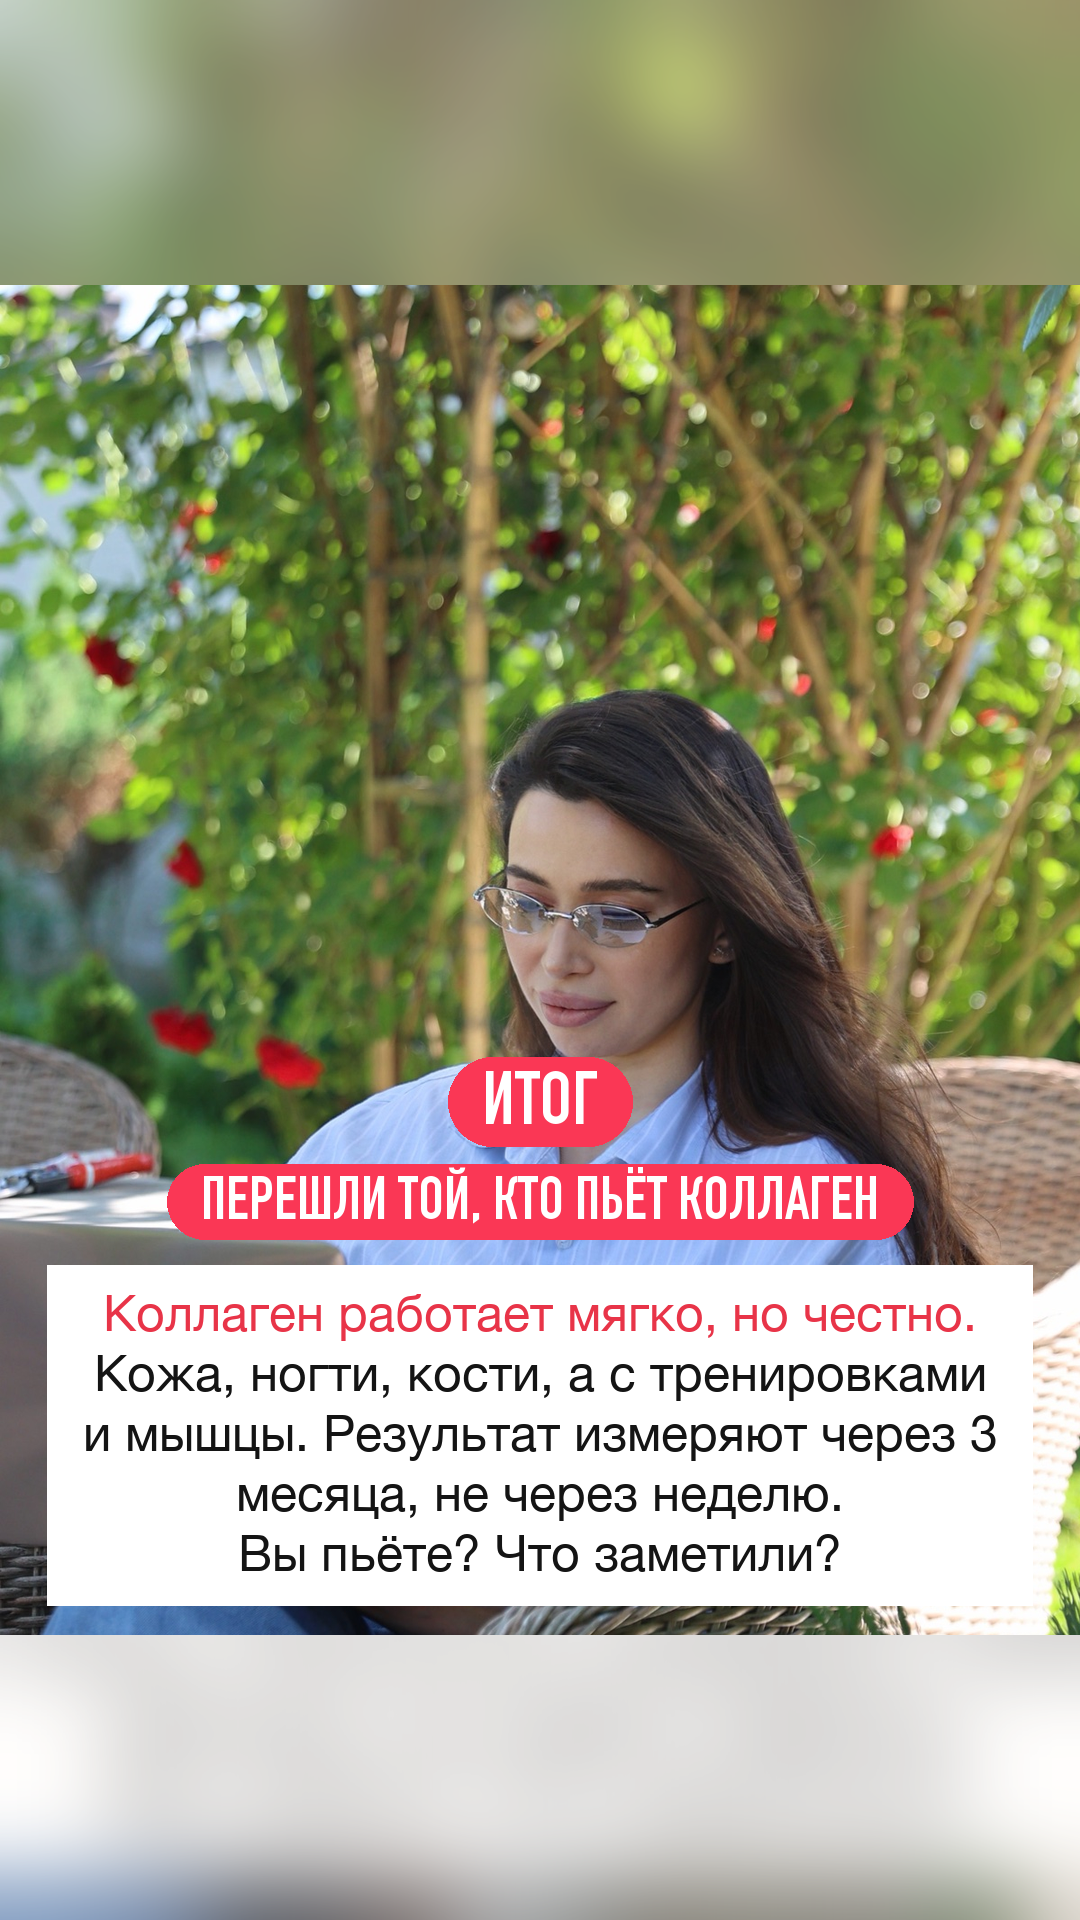 ИТОГ
ПЕРЕШЛИ ТОЙ, КТО ПЬЁТ КОЛЛАГЕН
Коллаген работает мягко, но честно.
Кожа, ногти, кости, а с тренировками
и мышцы. Результат измеряют через 3
месяца, не через неделю.
Вы пьёте? Что заметили?